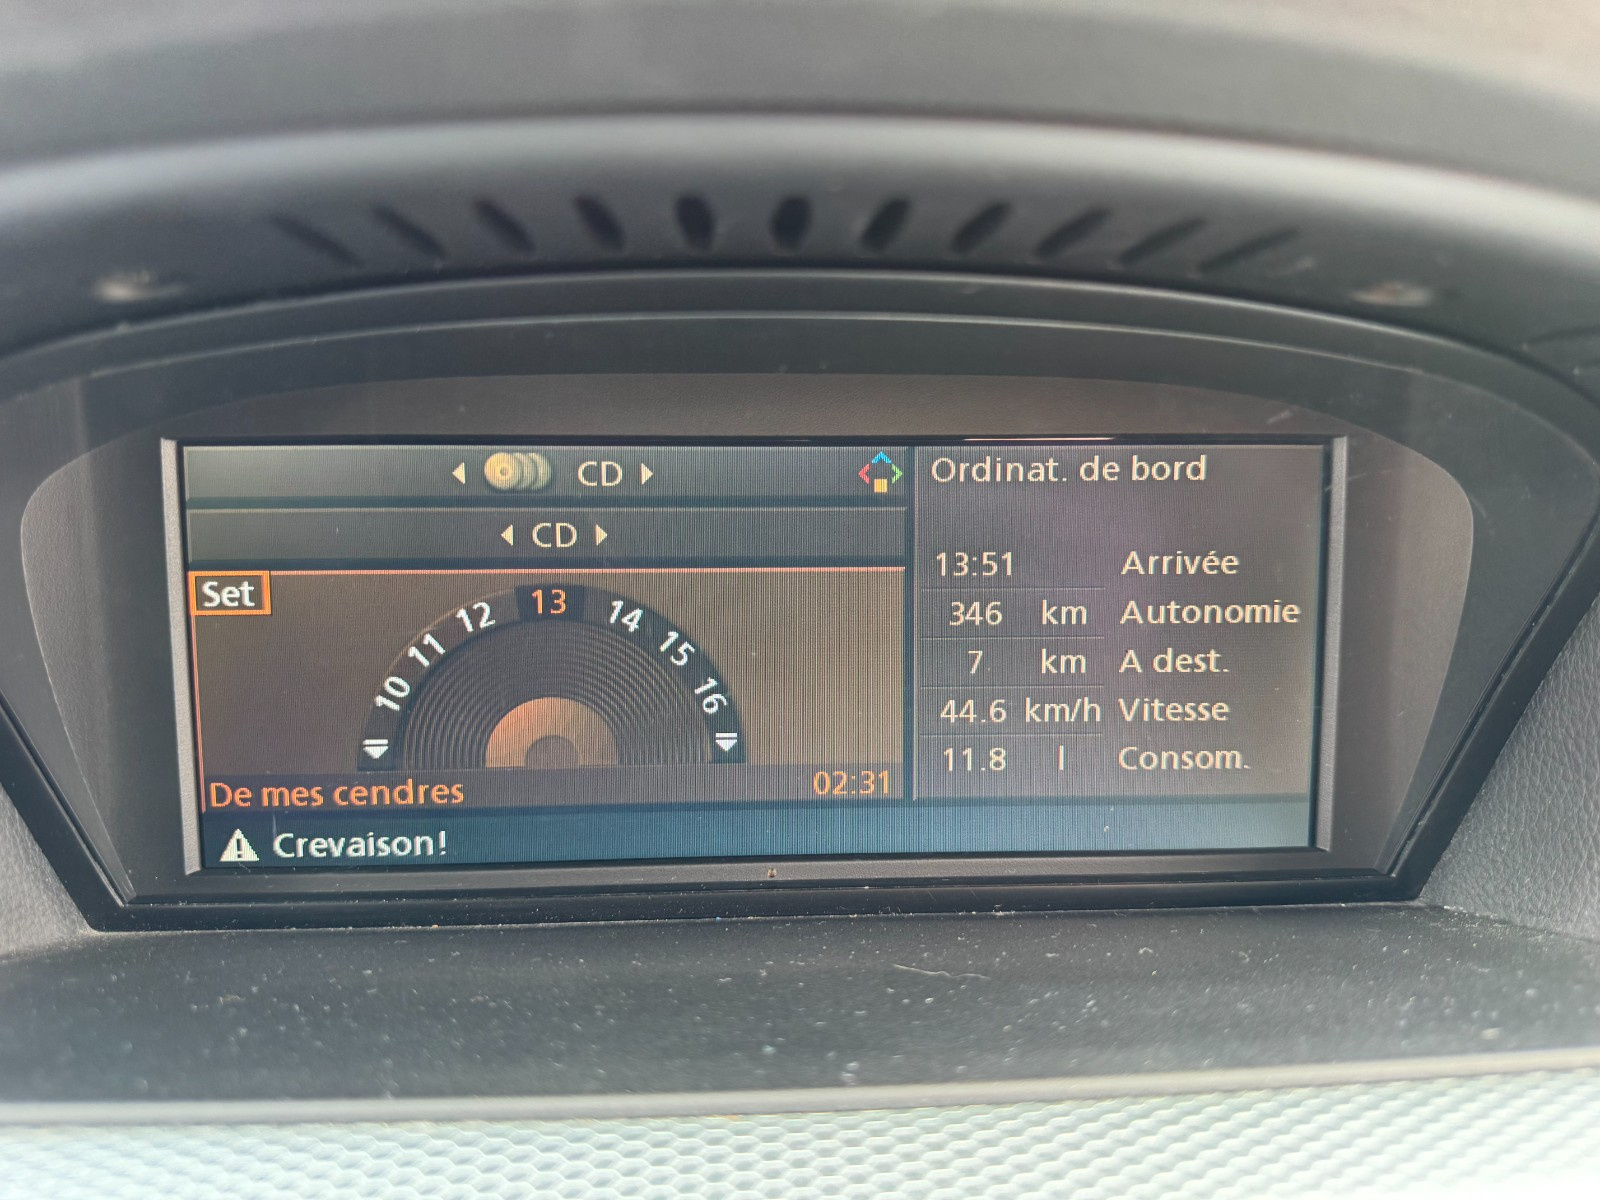 CD
CD
Set
10 11 12 13 14 15 16
De mes cendres 02:31
Crevaison!
Ordinat. de bord
13:51 Arrivée
346 km Autonomie
7 km A dest.
44.6 km/h Vitesse
11.8 l Consom.